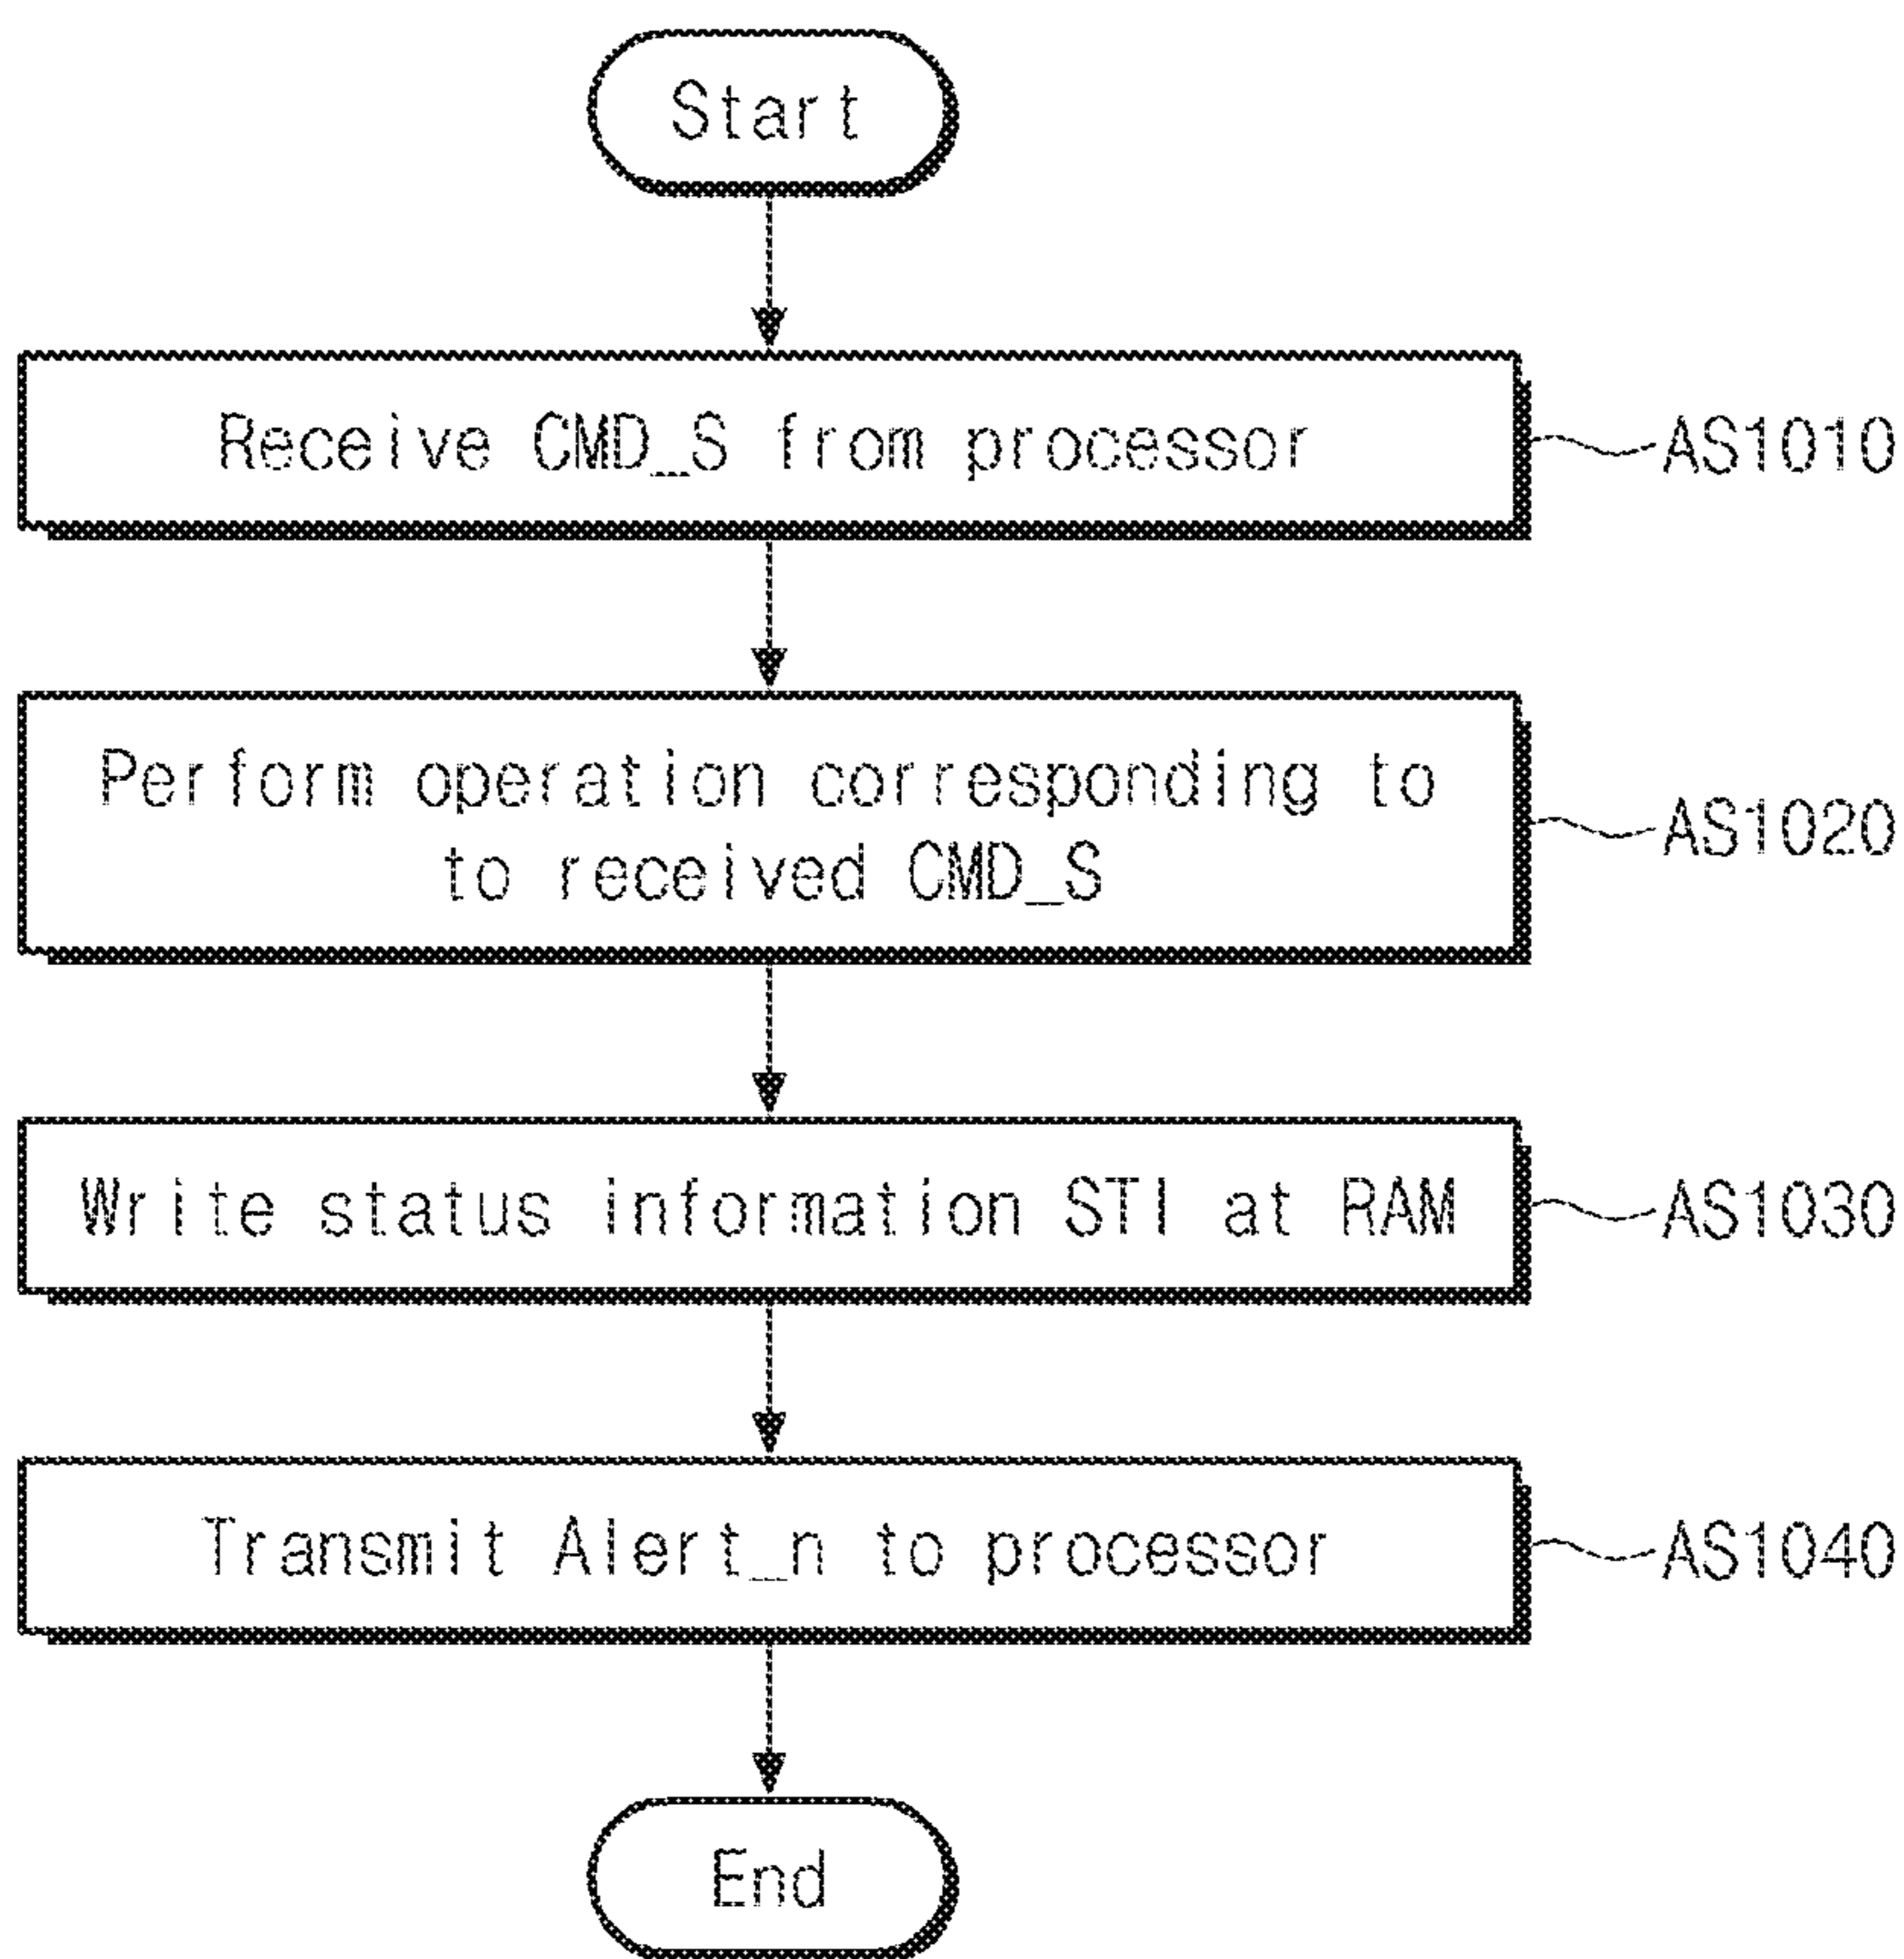 Start
Receive CMD_S from processor
AS1010
Perform operation corresponding to
to received CMD_S
AS1020
Write status information STI at RAM
AS1030
Transmit Alert_n to processor
AS1040
End